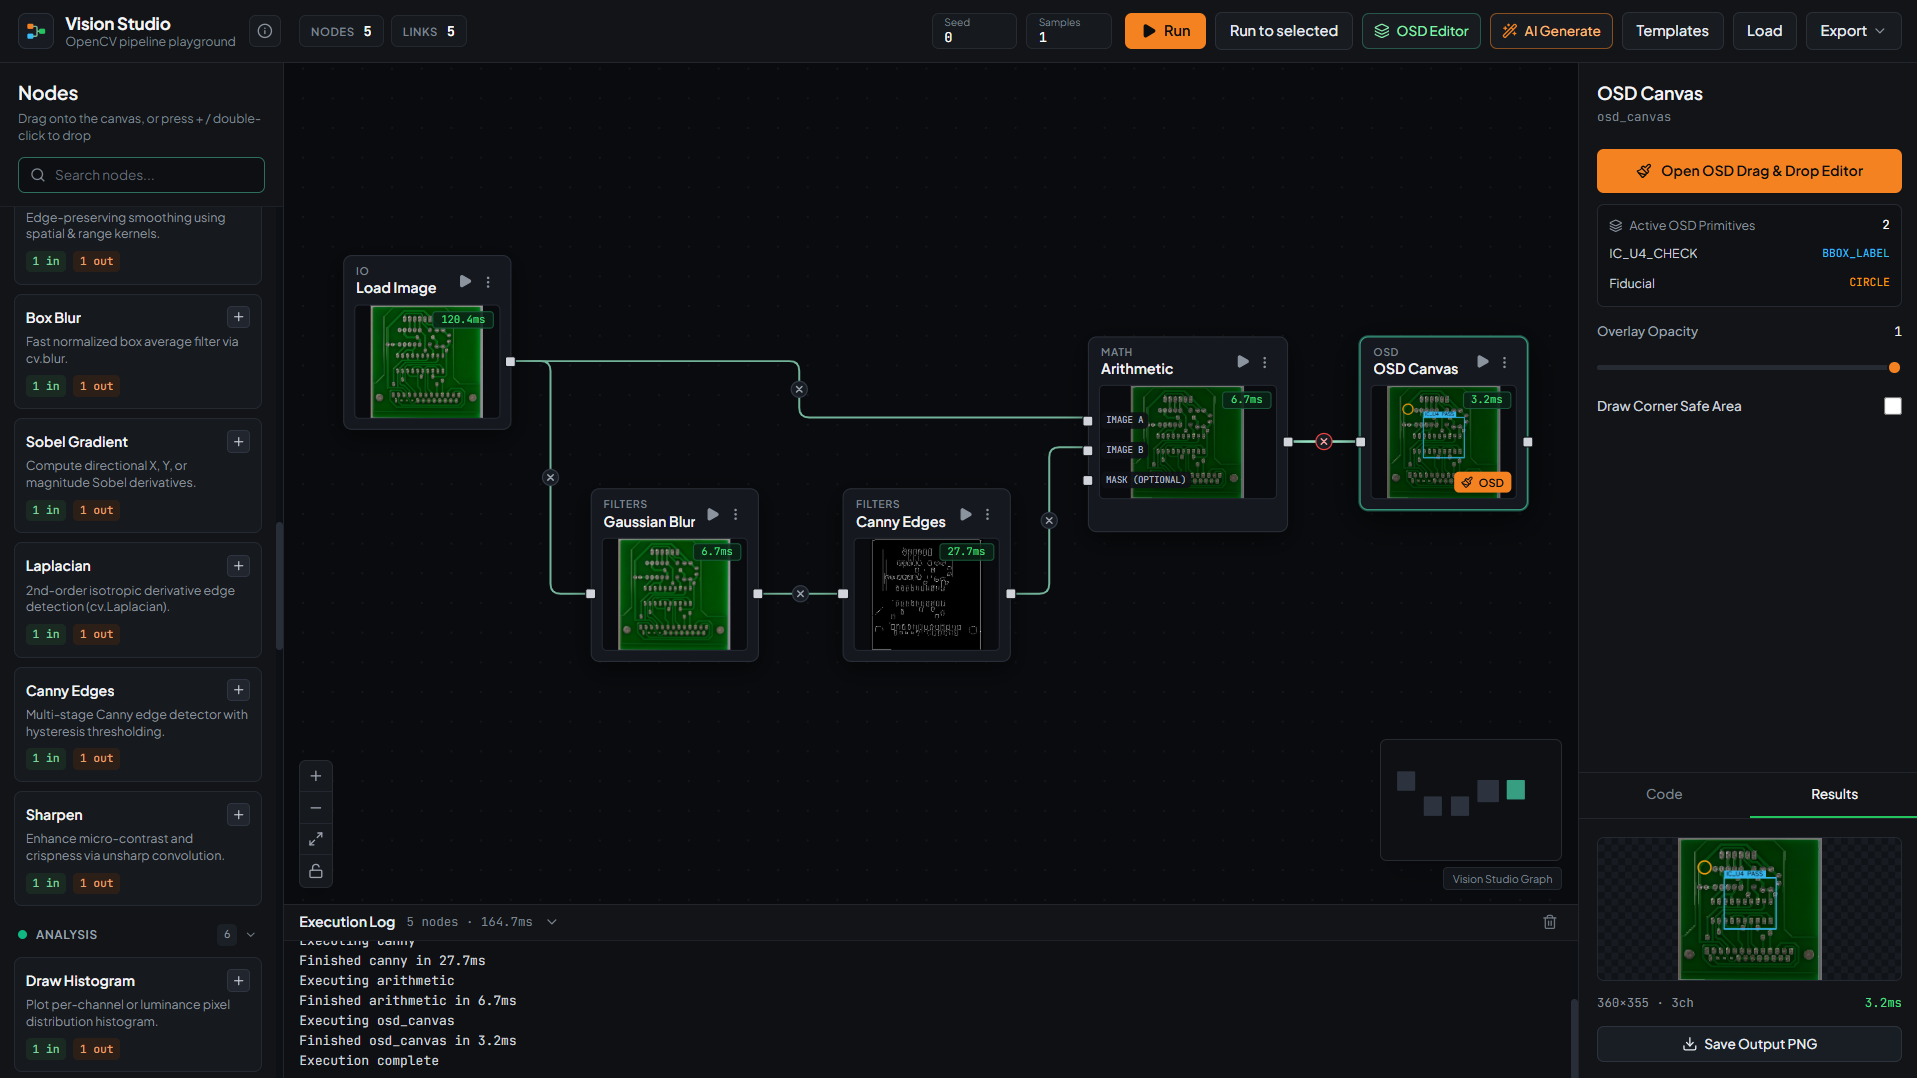 Vision Studio
OpenCV pipeline playground
NODES 5
LINKS 5
Seed
0
Samples
1
Run
Run to selected
OSD Editor
AI Generate
Templates
Load
Export
Nodes
Drag onto the canvas, or press + / double-
click to drop
Search nodes...
Edge-preserving smoothing using
spatial & range kernels.
1 in 1 out
Box Blur
Fast normalized box average filter via
cv.blur.
1 in 1 out
Sobel Gradient
Compute directional X, Y, or
magnitude Sobel derivatives.
1 in 1 out
Laplacian
2nd-order isotropic derivative edge
detection (cv.Laplacian).
1 in 1 out
Canny Edges
Multi-stage Canny edge detector with
hysteresis thresholding.
1 in 1 out
Sharpen
Enhance micro-contrast and
crispness via unsharp convolution.
1 in 1 out
ANALYSIS 6
Draw Histogram
Plot per-channel or luminance pixel
distribution histogram.
1 in 1 out
IO
Load Image
120.4ms
FILTERS
Gaussian Blur
6.7ms
FILTERS
Canny Edges
27.7ms
MATH
Arithmetic
6.7ms
IMAGE A
IMAGE B
MASK (OPTIONAL)
OSD
OSD Canvas
3.2ms
OSD
Vision Studio Graph
Execution Log 5 nodes · 164.7ms
Executing canny
Finished canny in 27.7ms
Executing arithmetic
Finished arithmetic in 6.7ms
Executing osd_canvas
Finished osd_canvas in 3.2ms
Execution complete
OSD Canvas
osd_canvas
Open OSD Drag & Drop Editor
Active OSD Primitives 2
IC_U4_CHECK BBOX_LABEL
Fiducial CIRCLE
Overlay Opacity 1
Draw Corner Safe Area
Code
Results
IC_U4_PASS
360×355 · 3ch 3.2ms
Save Output PNG